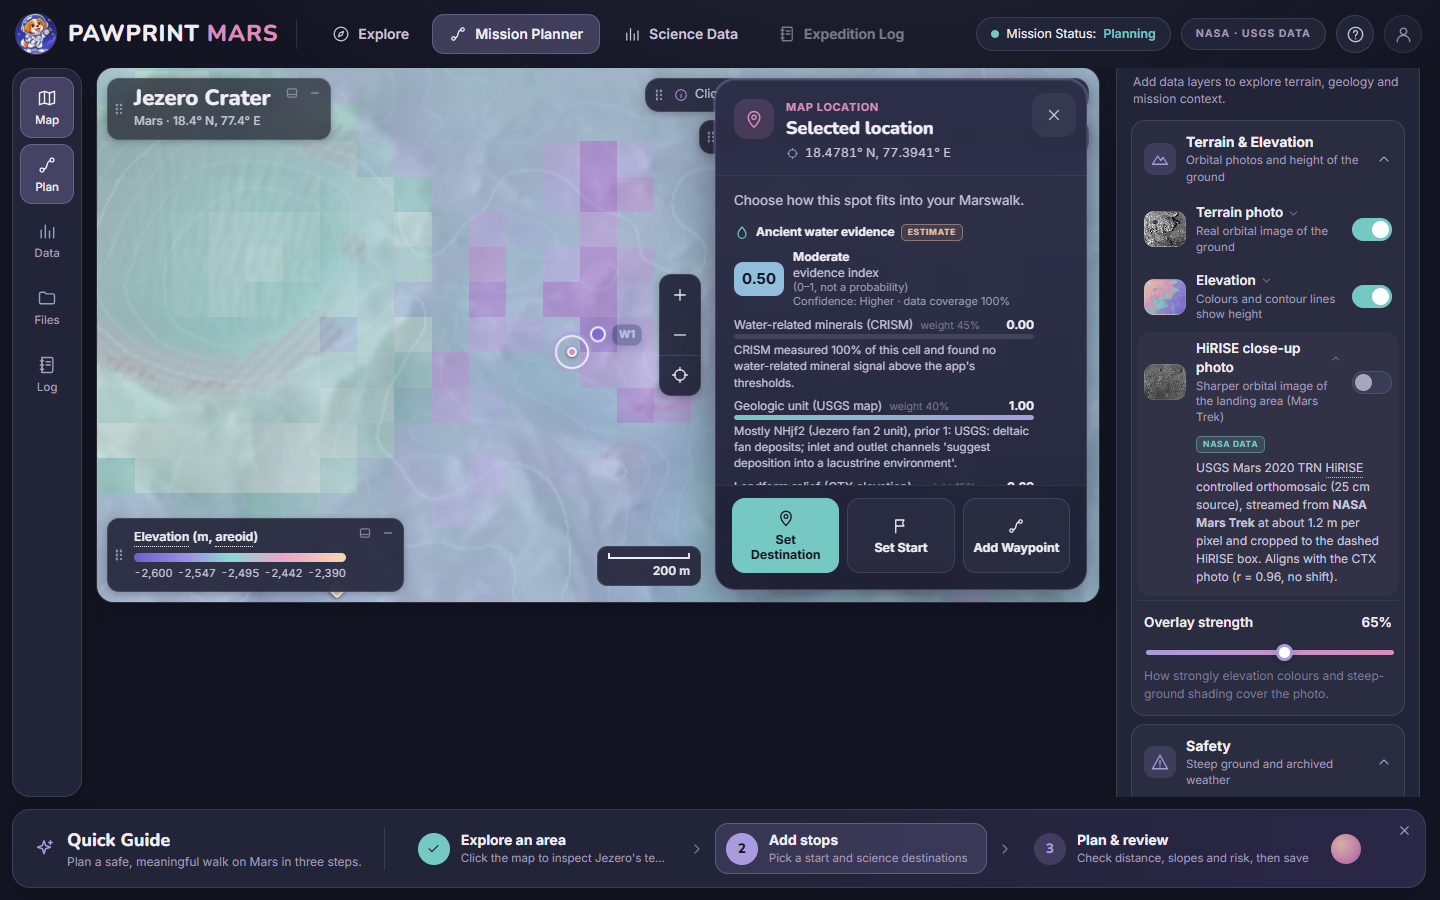 PAWPRINT MARS
Explore
Mission Planner
Science Data
Expedition Log
Mission Status: Planning
NASA · USGS DATA
Map
Plan
Data
Files
Log
Jezero Crater
Mars · 18.4° N, 77.4° E
MAP LOCATION
Selected location
18.4781° N, 77.3941° E
Choose how this spot fits into your Marswalk.
Ancient water evidence ESTIMATE
0.50
Moderate
evidence index
(0–1, not a probability)
Confidence: Higher · data coverage 100%
Water-related minerals (CRISM) weight 45% 0.00
CRISM measured 100% of this cell and found no
water-related mineral signal above the app's
thresholds.
Geologic unit (USGS map) weight 40% 1.00
Mostly NHjf2 (Jezero fan 2 unit), prior 1: USGS: deltaic
fan deposits; inlet and outlet channels 'suggest
deposition into a lacustrine environment'.
Set
Destination
Set Start
Add Waypoint
W1
Elevation (m, areoid)
-2,600 -2,547 -2,495 -2,442 -2,390
200 m
Add data layers to explore terrain, geology and
mission context.
Terrain & Elevation
Orbital photos and height of the
ground
Terrain photo
Real orbital image of the
ground
Elevation
Colours and contour lines
show height
HiRISE close-up
photo
Sharper orbital image of
the landing area (Mars
Trek)
NASA DATA
USGS Mars 2020 TRN HiRISE
controlled orthomosaic (25 cm
source), streamed from NASA
Mars Trek at about 1.2 m per
pixel and cropped to the dashed
HiRISE box. Aligns with the CTX
photo (r = 0.96, no shift).
Overlay strength 65%
How strongly elevation colours and steep-
ground shading cover the photo.
Safety
Steep ground and archived
weather
Quick Guide
Plan a safe, meaningful walk on Mars in three steps.
Explore an area
Click the map to inspect Jezero's te...
2
Add stops
Pick a start and science destinations
3
Plan & review
Check distance, slopes and risk, then save